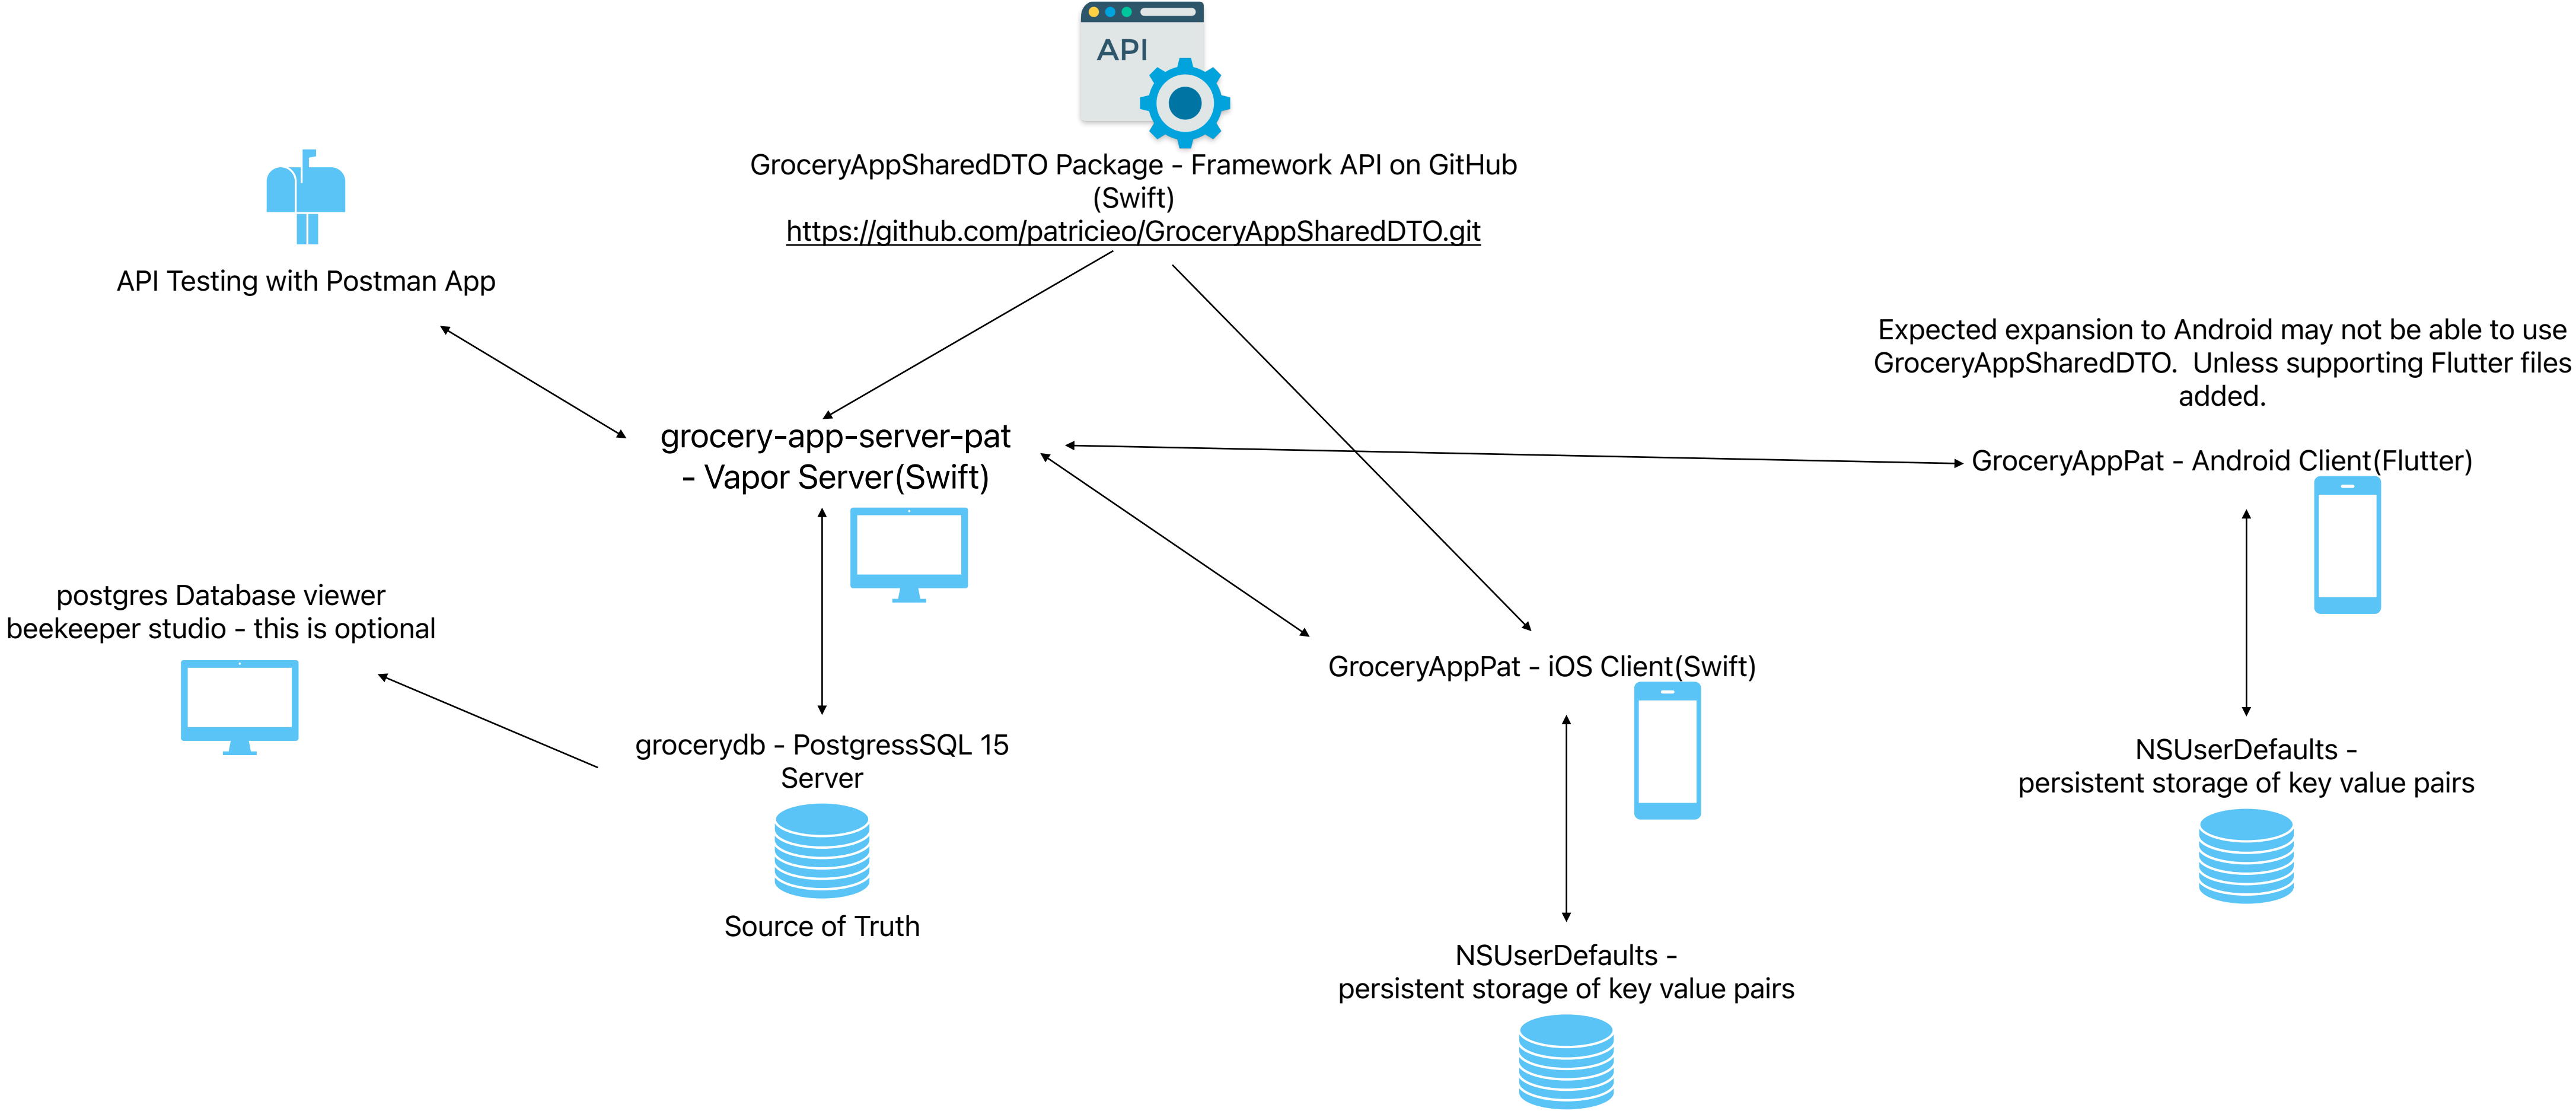 API
GroceryAppSharedDTO Package - Framework API on GitHub
(Swift)
https://github.com/patricieo/GroceryAppSharedDTO.git
API Testing with Postman App
Expected expansion to Android may not be able to use
GroceryAppSharedDTO.  Unless supporting Flutter files
added.
grocery-app-server-pat
- Vapor Server(Swift)
GroceryAppPat - Android Client(Flutter)
postgres Database viewer
beekeeper studio - this is optional
GroceryAppPat - iOS Client(Swift)
grocerydb - PostgressSQL 15
Server
NSUserDefaults -
persistent storage of key value pairs
Source of Truth
NSUserDefaults -
persistent storage of key value pairs